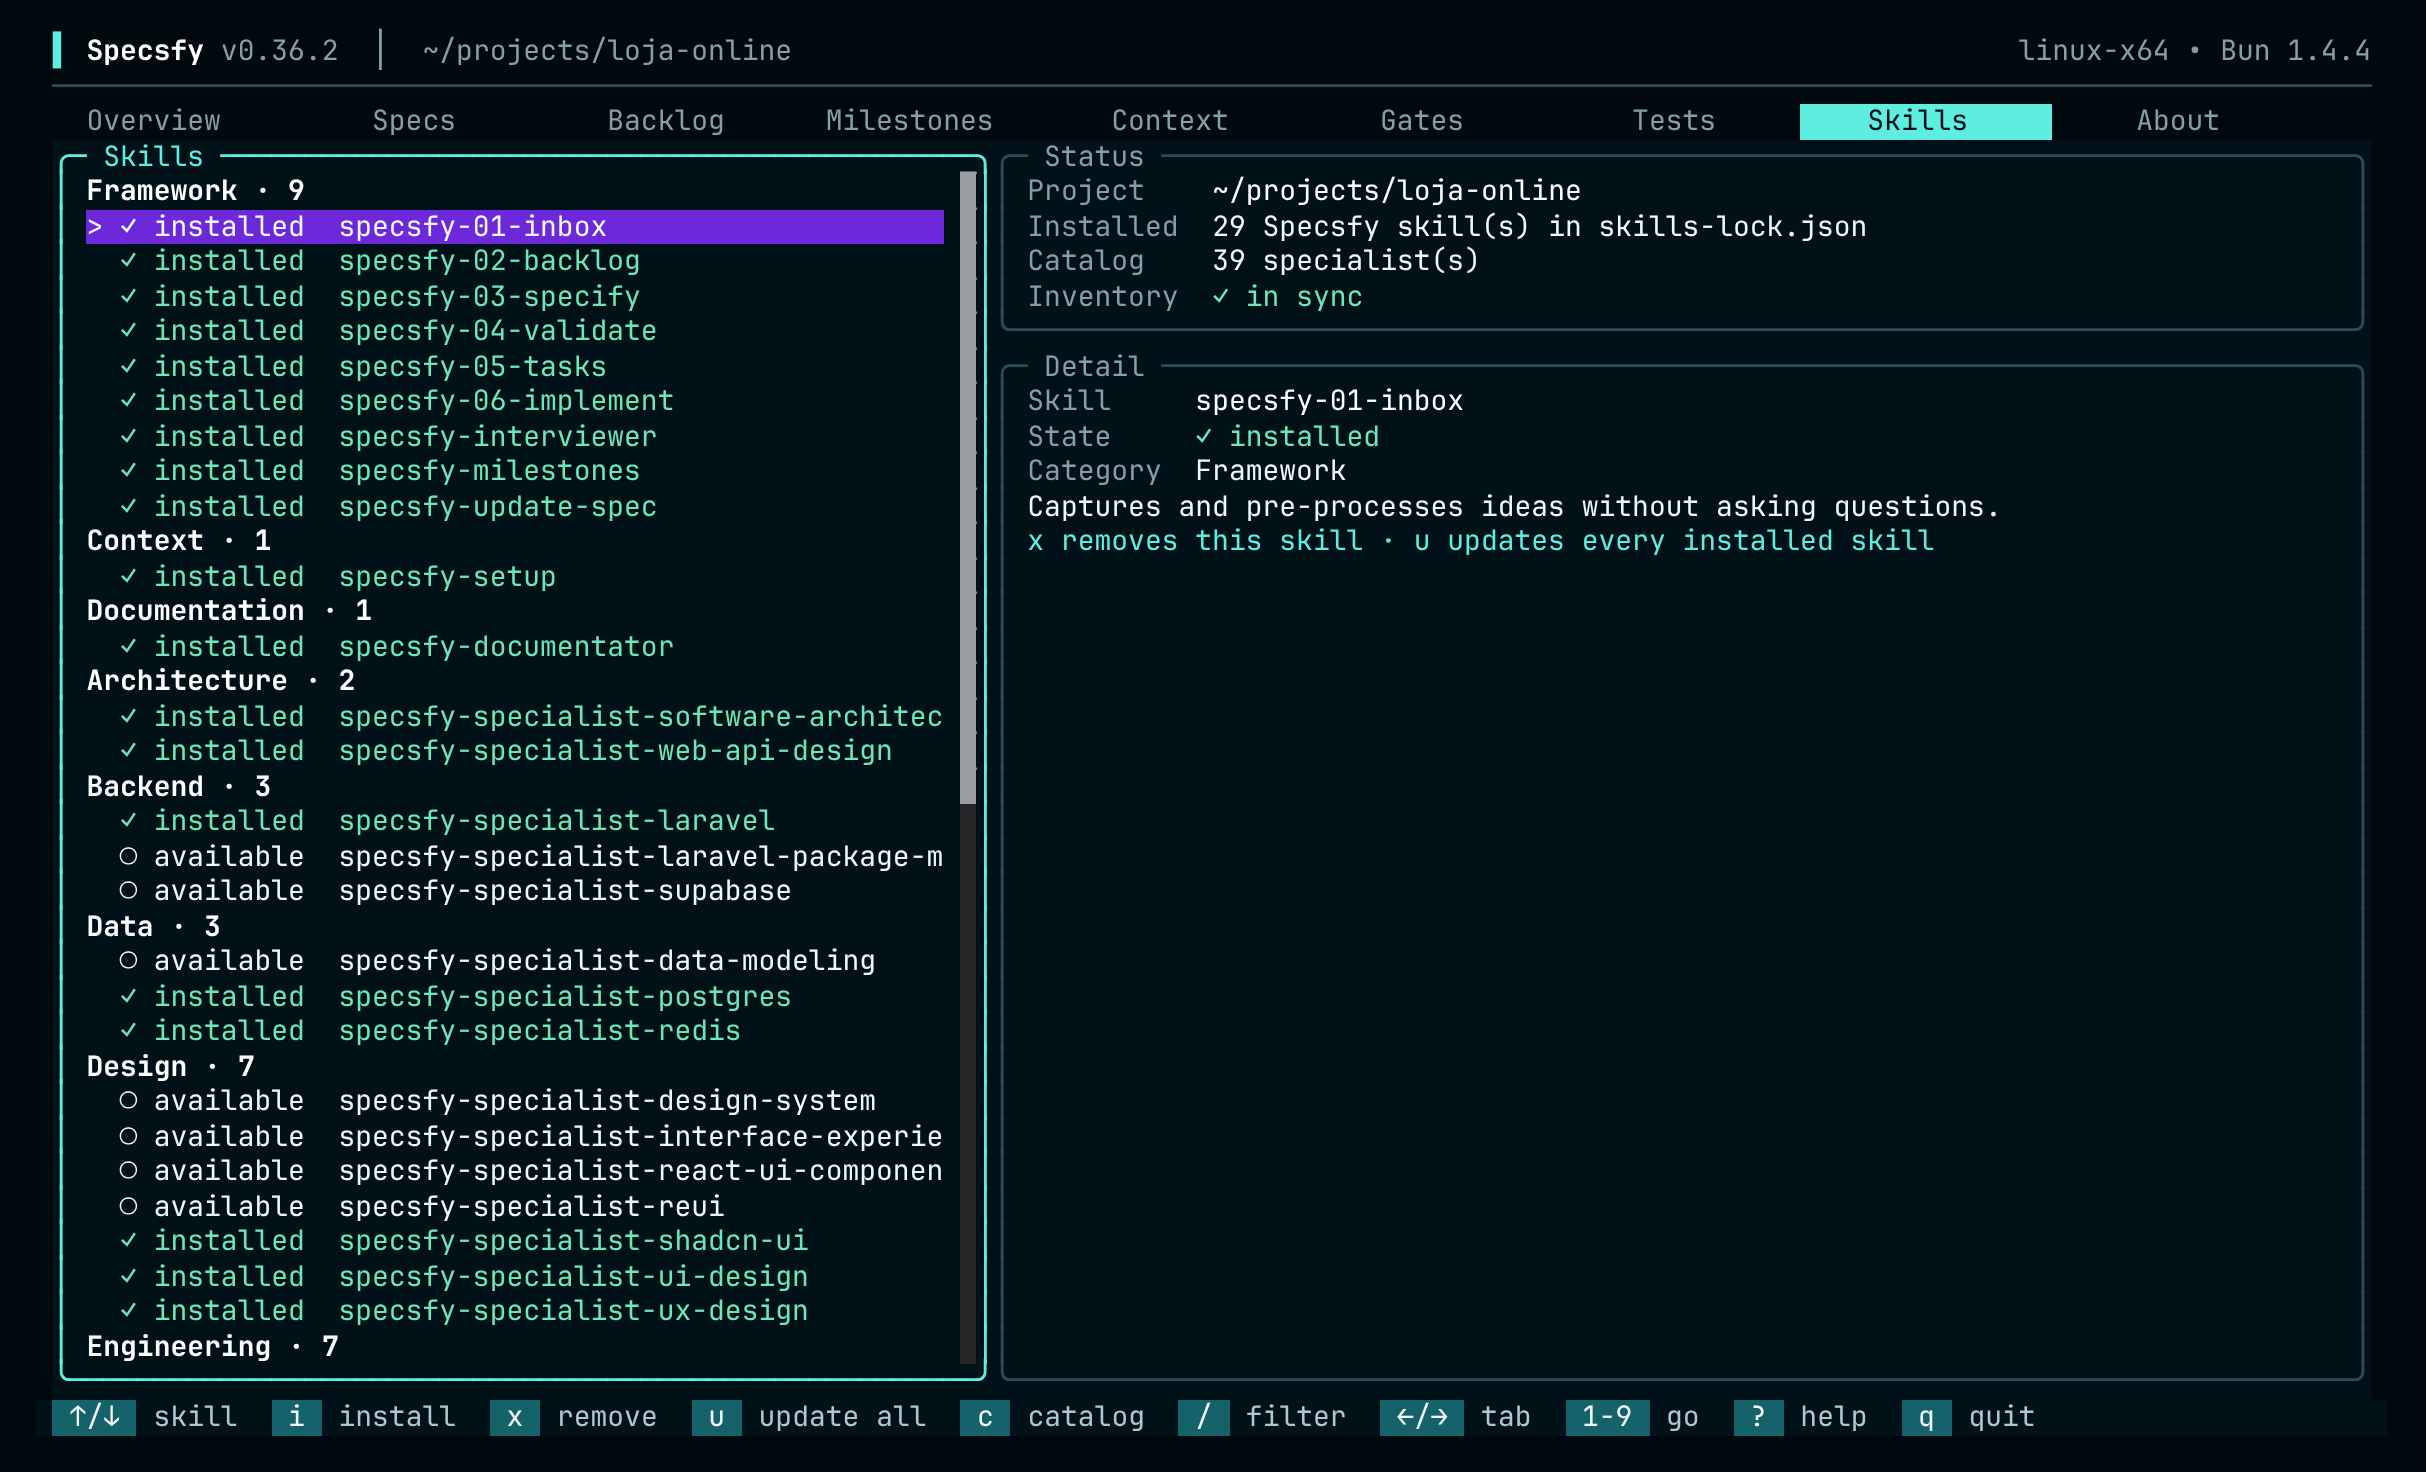 Specsfy v0.36.2 │ ~/projects/loja-online linux-x64 • Bun 1.4.4
Overview Specs Backlog Milestones Context Gates Tests Skills About
Skills
Framework · 9
> ✓ installed specsfy-01-inbox
✓ installed specsfy-02-backlog
✓ installed specsfy-03-specify
✓ installed specsfy-04-validate
✓ installed specsfy-05-tasks
✓ installed specsfy-06-implement
✓ installed specsfy-interviewer
✓ installed specsfy-milestones
✓ installed specsfy-update-spec
Context · 1
✓ installed specsfy-setup
Documentation · 1
✓ installed specsfy-documentator
Architecture · 2
✓ installed specsfy-specialist-software-architec
✓ installed specsfy-specialist-web-api-design
Backend · 3
✓ installed specsfy-specialist-laravel
○ available specsfy-specialist-laravel-package-m
○ available specsfy-specialist-supabase
Data · 3
○ available specsfy-specialist-data-modeling
✓ installed specsfy-specialist-postgres
✓ installed specsfy-specialist-redis
Design · 7
○ available specsfy-specialist-design-system
○ available specsfy-specialist-interface-experie
○ available specsfy-specialist-react-ui-componen
○ available specsfy-specialist-reui
✓ installed specsfy-specialist-shadcn-ui
✓ installed specsfy-specialist-ui-design
✓ installed specsfy-specialist-ux-design
Engineering · 7
Status
Project ~/projects/loja-online
Installed 29 Specsfy skill(s) in skills-lock.json
Catalog 39 specialist(s)
Inventory ✓ in sync
Detail
Skill specsfy-01-inbox
State ✓ installed
Category Framework
Captures and pre-processes ideas without asking questions.
x removes this skill · u updates every installed skill
↑/↓ skill i install x remove u update all c catalog / filter ←/→ tab 1-9 go ? help q quit